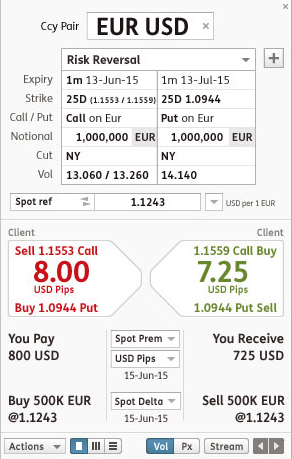 Ccy Pair EUR USD ×
Risk Reversal
Expiry 1m 13-Jun-15 1m 13-Jul-15
Strike 25D (1.1553 / 1.1559) 25D 1.0944
Call / Put Call on Eur Put on Eur
Notional 1,000,000 EUR 1,000,000 EUR
Cut NY NY
Vol 13.060 / 13.260 14.140
Spot ref 1.1243 USD per 1 EUR
Client Client
Sell 1.1553 Call 1.1559 Call Buy
8.00 7.25
USD Pips USD Pips
Buy 1.0944 Put 1.0944 Put Sell
You Pay Spot Prem You Receive
800 USD USD Pips 725 USD
15-Jun-15
Buy 500K EUR Spot Delta Sell 500K EUR
@1.1243 15-Jun-15 @1.1243
Actions Vol Px Stream